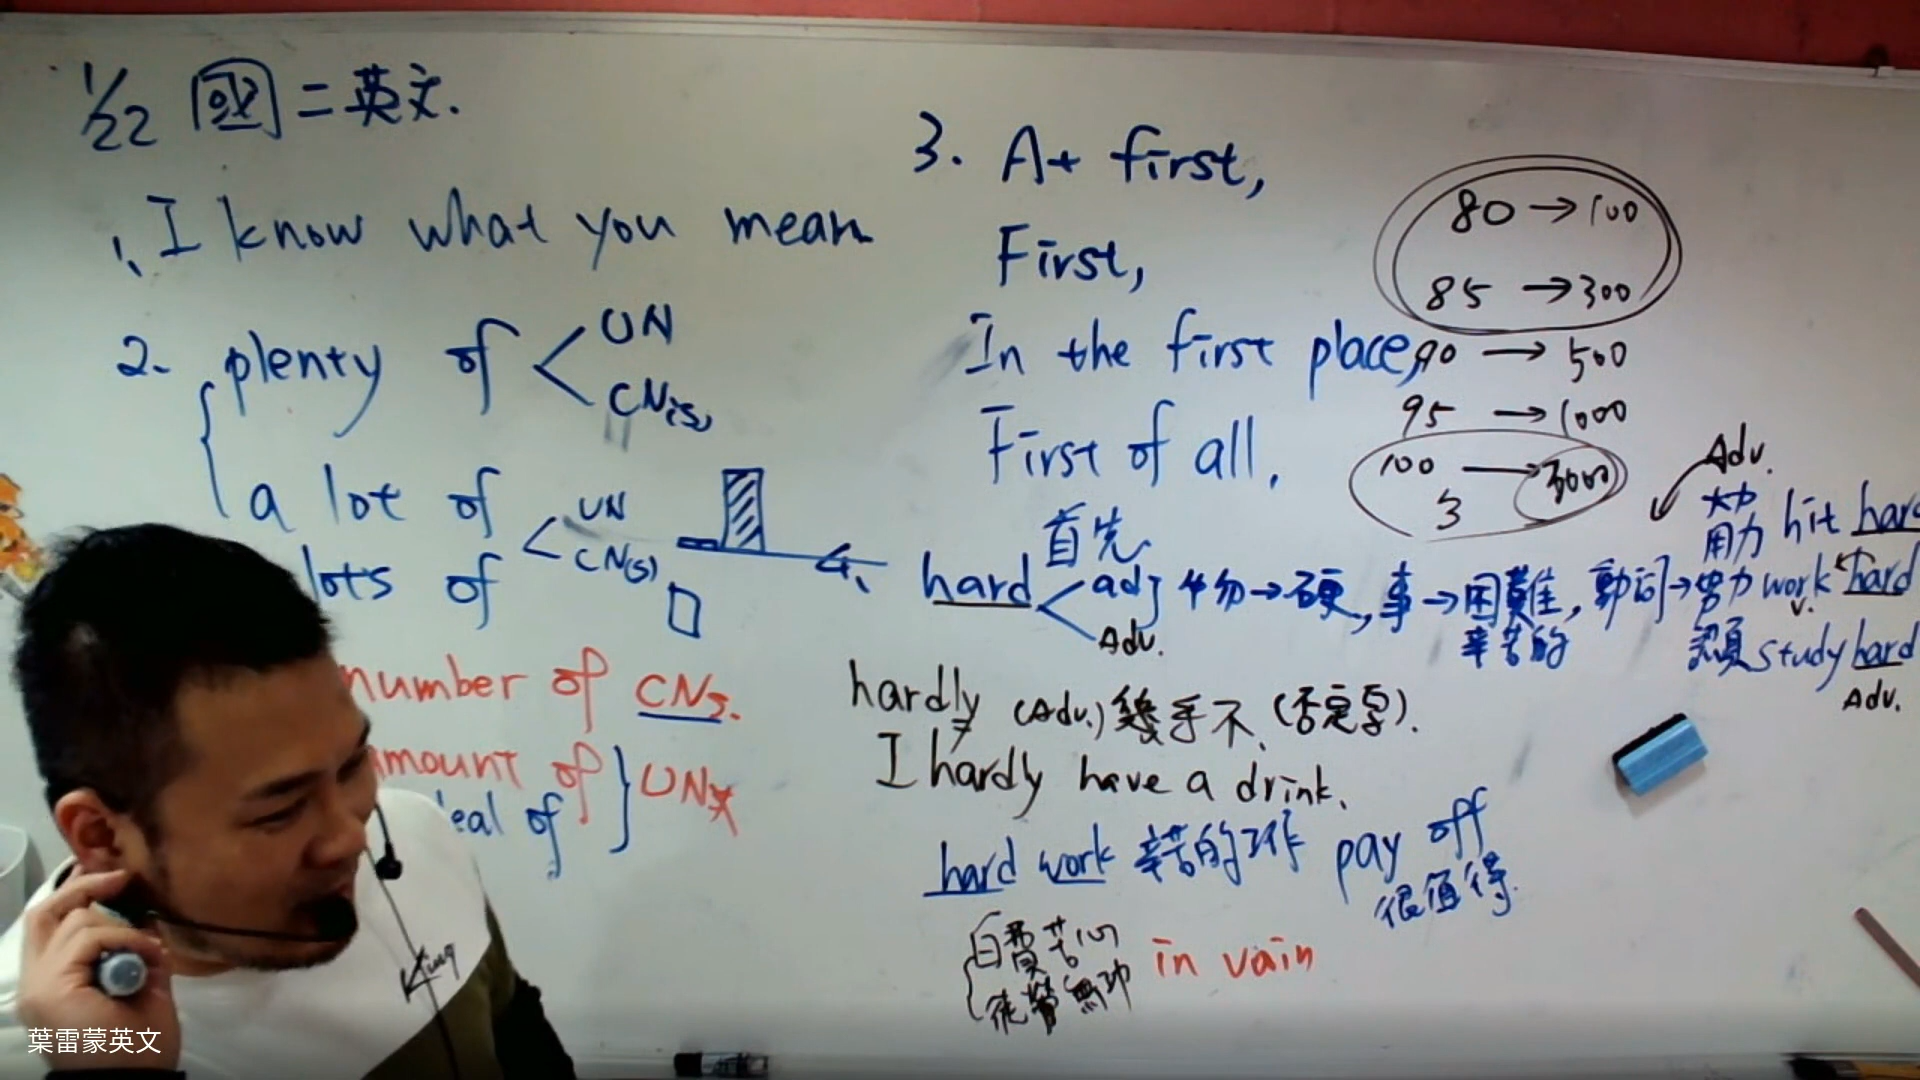 1/22 國二英文.
1、I know what you mean
2. plenty of < UN
CN(s)
a lot of < UN
CN(s)
lots of
number of CNs.
mount of } UN
eal of
3. At first,
First,
In the first place,
First of all,
首先
80 → 100
85 → 300
90 → 500
95 → 1000
100 → 3000
3
4、hard < adj 物→硬,事→困難,動詞→努力 work hard
辛苦的
Adv.
Adv.
用力 hit hard
v.
認真 study hard
Adv.
hardly (Adv.) 幾乎不、(否定字).
I hardly have a drink.
hard work 辛苦的工作 pay off
很值得.
白費苦心 in vain
徒勞無功
King
葉雷蒙英文